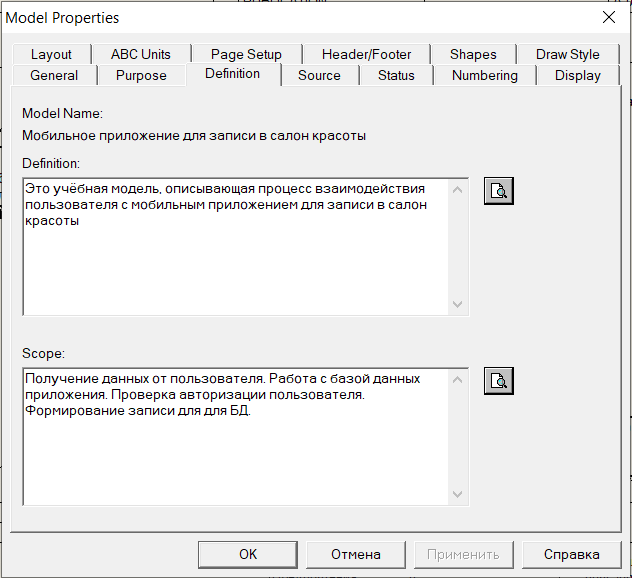 Model Properties
Layout ABC Units Page Setup Header/Footer Shapes Draw Style
General Purpose Definition Source Status Numbering Display
Model Name:
Мобильное приложение для записи в салон красоты
Definition:
Это учёбная модель, описывающая процесс взаимодействия
пользователя с мобильным приложением для записи в салон
красоты
Scope:
Получение данных от пользователя. Работа с базой данных
приложения. Проверка авторизации пользователя.
Формирование записи для для БД.
OK Отмена Применить Справка